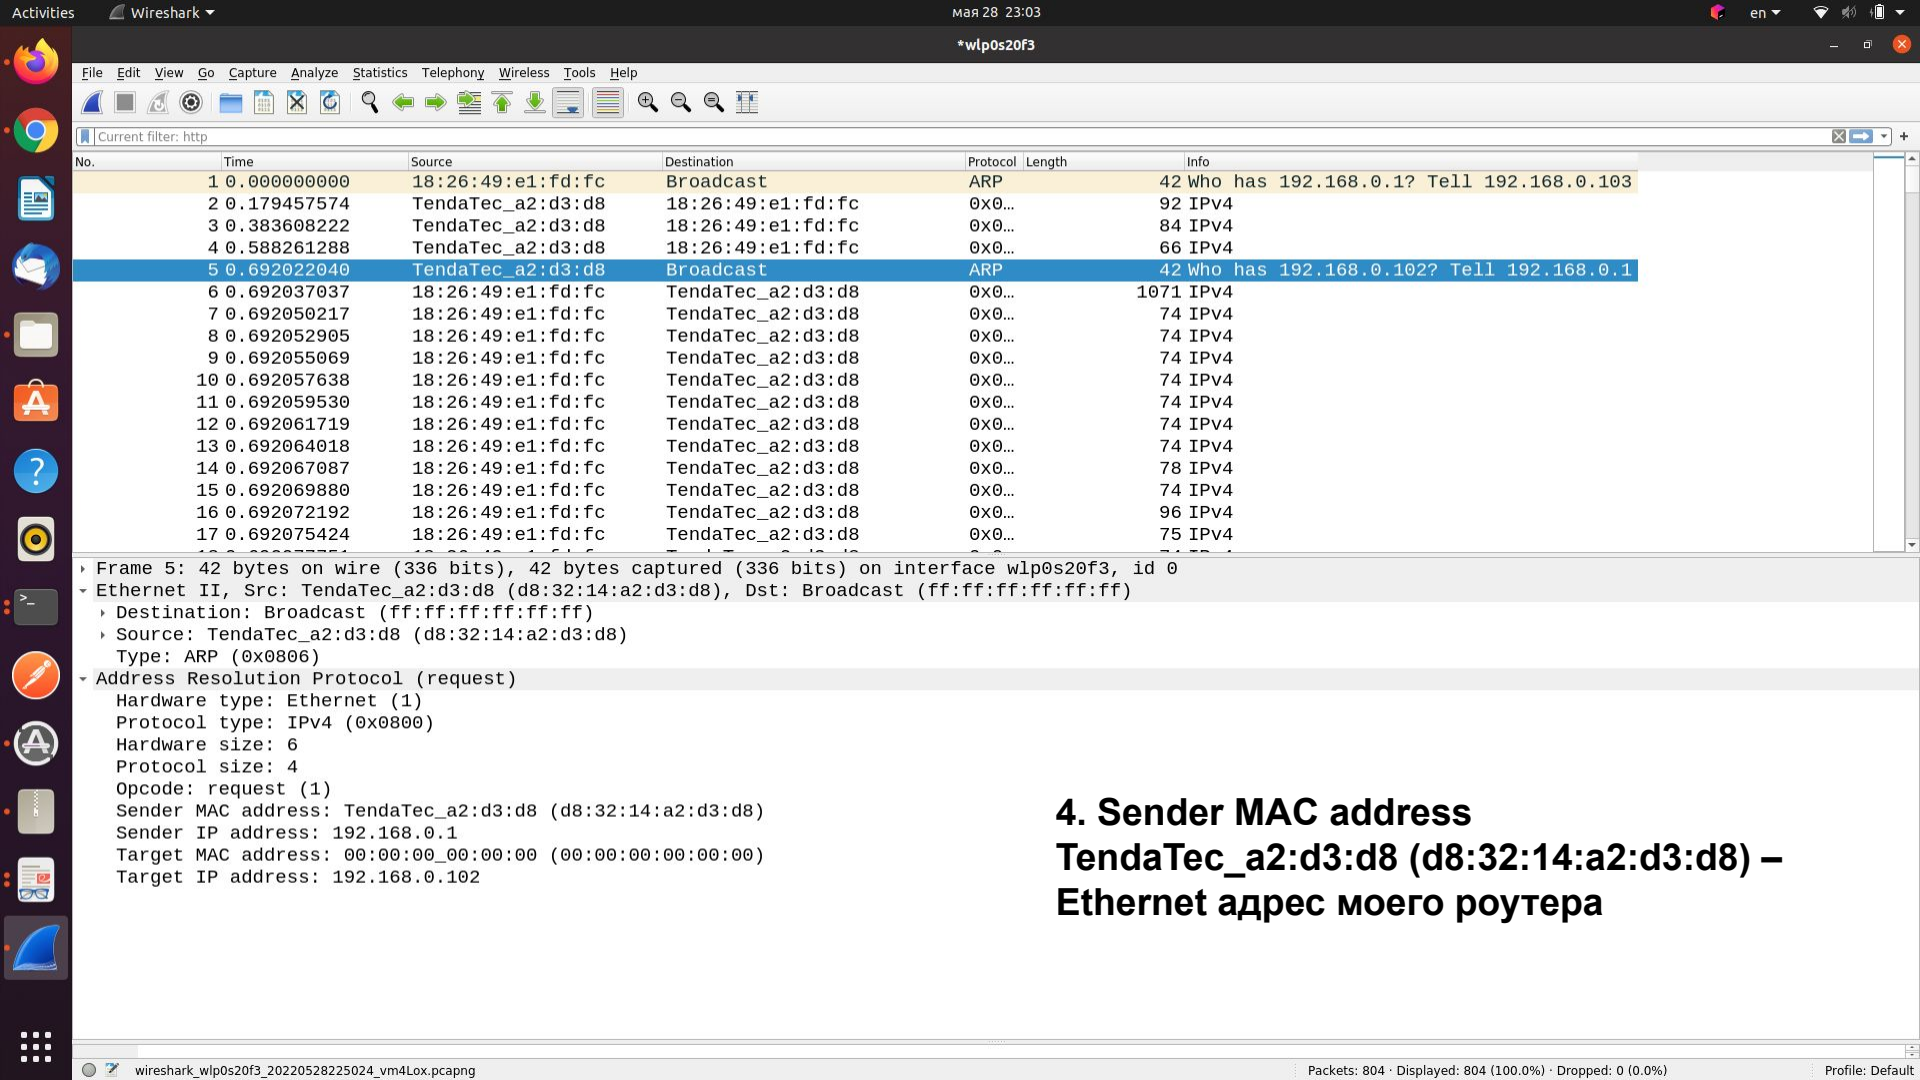 Activities Wireshark мая 28 23:03 en
*wlp0s20f3
File Edit View Go Capture Analyze Statistics Telephony Wireless Tools Help
Current filter: http
No. Time Source Destination Protocol Length Info
1 0.000000000 18:26:49:e1:fd:fc Broadcast ARP 42 Who has 192.168.0.1? Tell 192.168.0.103
2 0.179457574 TendaTec_a2:d3:d8 18:26:49:e1:fd:fc 0x0… 92 IPv4
3 0.383608222 TendaTec_a2:d3:d8 18:26:49:e1:fd:fc 0x0… 84 IPv4
4 0.588261288 TendaTec_a2:d3:d8 18:26:49:e1:fd:fc 0x0… 66 IPv4
5 0.692022040 TendaTec_a2:d3:d8 Broadcast ARP 42 Who has 192.168.0.102? Tell 192.168.0.1
6 0.692037037 18:26:49:e1:fd:fc TendaTec_a2:d3:d8 0x0… 1071 IPv4
7 0.692050217 18:26:49:e1:fd:fc TendaTec_a2:d3:d8 0x0… 74 IPv4
8 0.692052905 18:26:49:e1:fd:fc TendaTec_a2:d3:d8 0x0… 74 IPv4
9 0.692055069 18:26:49:e1:fd:fc TendaTec_a2:d3:d8 0x0… 74 IPv4
10 0.692057638 18:26:49:e1:fd:fc TendaTec_a2:d3:d8 0x0… 74 IPv4
11 0.692059530 18:26:49:e1:fd:fc TendaTec_a2:d3:d8 0x0… 74 IPv4
12 0.692061719 18:26:49:e1:fd:fc TendaTec_a2:d3:d8 0x0… 74 IPv4
13 0.692064018 18:26:49:e1:fd:fc TendaTec_a2:d3:d8 0x0… 74 IPv4
14 0.692067087 18:26:49:e1:fd:fc TendaTec_a2:d3:d8 0x0… 78 IPv4
15 0.692069880 18:26:49:e1:fd:fc TendaTec_a2:d3:d8 0x0… 74 IPv4
16 0.692072192 18:26:49:e1:fd:fc TendaTec_a2:d3:d8 0x0… 96 IPv4
17 0.692075424 18:26:49:e1:fd:fc TendaTec_a2:d3:d8 0x0… 75 IPv4
Frame 5: 42 bytes on wire (336 bits), 42 bytes captured (336 bits) on interface wlp0s20f3, id 0
Ethernet II, Src: TendaTec_a2:d3:d8 (d8:32:14:a2:d3:d8), Dst: Broadcast (ff:ff:ff:ff:ff:ff)
Destination: Broadcast (ff:ff:ff:ff:ff:ff)
Source: TendaTec_a2:d3:d8 (d8:32:14:a2:d3:d8)
Type: ARP (0x0806)
Address Resolution Protocol (request)
Hardware type: Ethernet (1)
Protocol type: IPv4 (0x0800)
Hardware size: 6
Protocol size: 4
Opcode: request (1)
Sender MAC address: TendaTec_a2:d3:d8 (d8:32:14:a2:d3:d8)
Sender IP address: 192.168.0.1
Target MAC address: 00:00:00_00:00:00 (00:00:00:00:00:00)
Target IP address: 192.168.0.102
4. Sender MAC address
TendaTec_a2:d3:d8 (d8:32:14:a2:d3:d8) –
Ethernet адрес моего роутера
wireshark_wlp0s20f3_20220528225024_vm4Lox.pcapng Packets: 804 · Displayed: 804 (100.0%) · Dropped: 0 (0.0%) Profile: Default